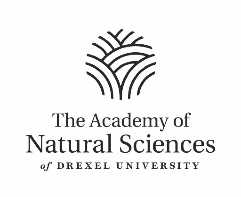 The Academy of
Natural Sciences
of DREXEL UNIVERSITY